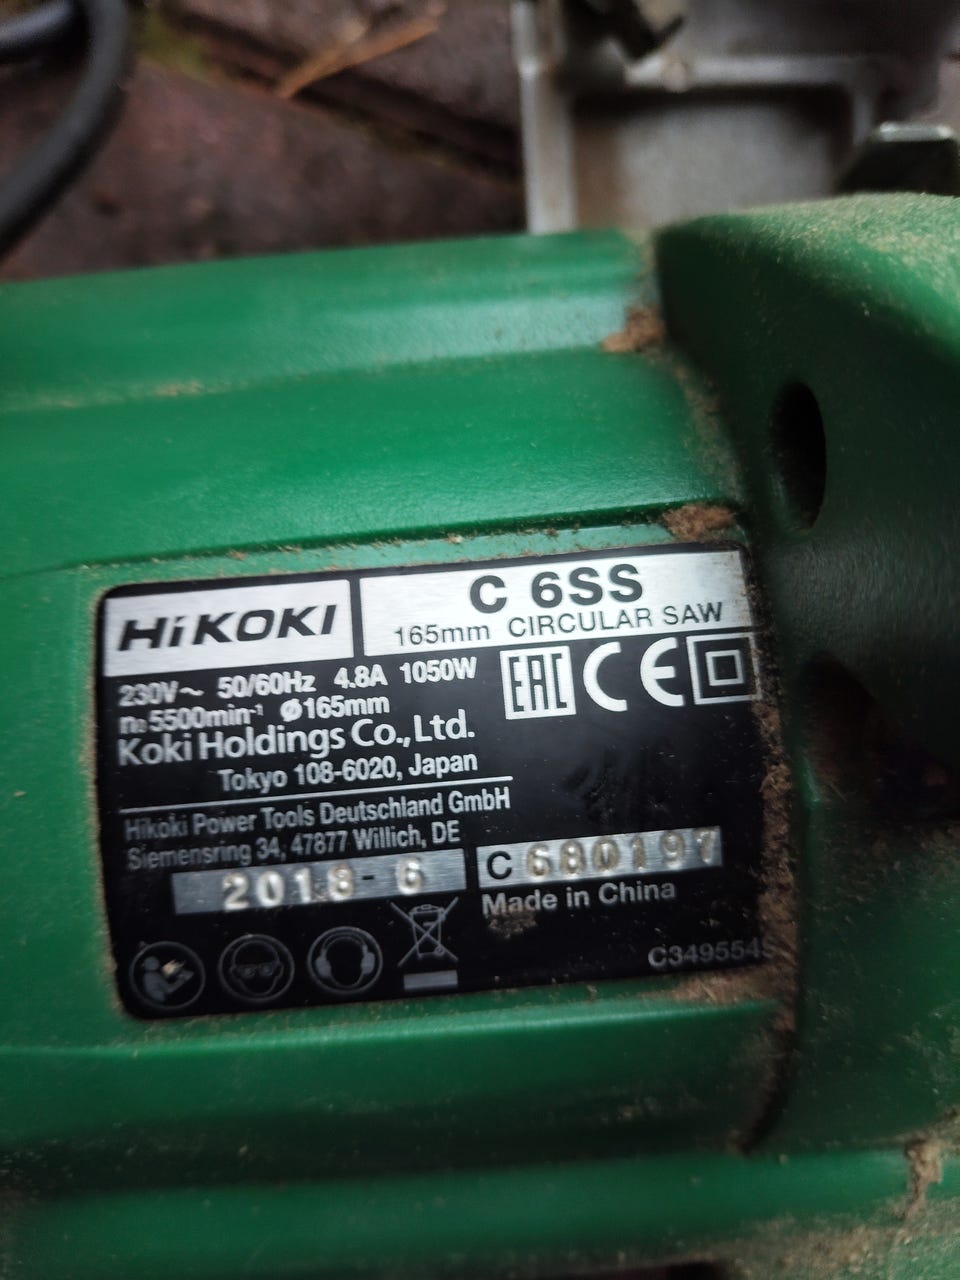 HiKOKI
C 6SS
165mm CIRCULAR SAW
230V~ 50/60Hz 4.8A 1050W
n₀5500min⁻¹ ø165mm
Koki Holdings Co., Ltd.
Tokyo 108-6020, Japan
Hikoki Power Tools Deutschland GmbH
Siemensring 34, 47877 Willich, DE
2018-6
C680197
Made in China
EAC CE